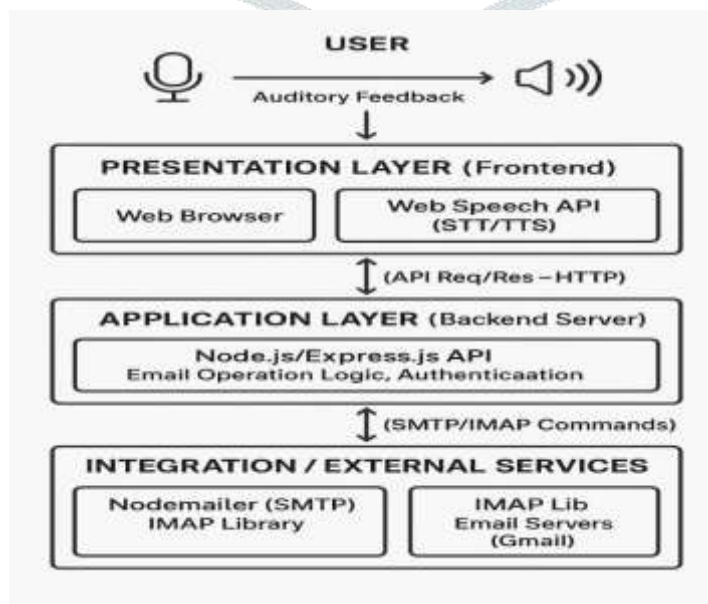 USER
Auditory Feedback
PRESENTATION LAYER (Frontend)
Web Browser
Web Speech API
(STT/TTS)
(API Req/Res – HTTP)
APPLICATION LAYER (Backend Server)
Node.js/Express.js API
Email Operation Logic, Authenticaation
(SMTP/IMAP Commands)
INTEGRATION / EXTERNAL SERVICES
Nodemailer (SMTP)
IMAP Library
IMAP Lib
Email Servers
(Gmail)